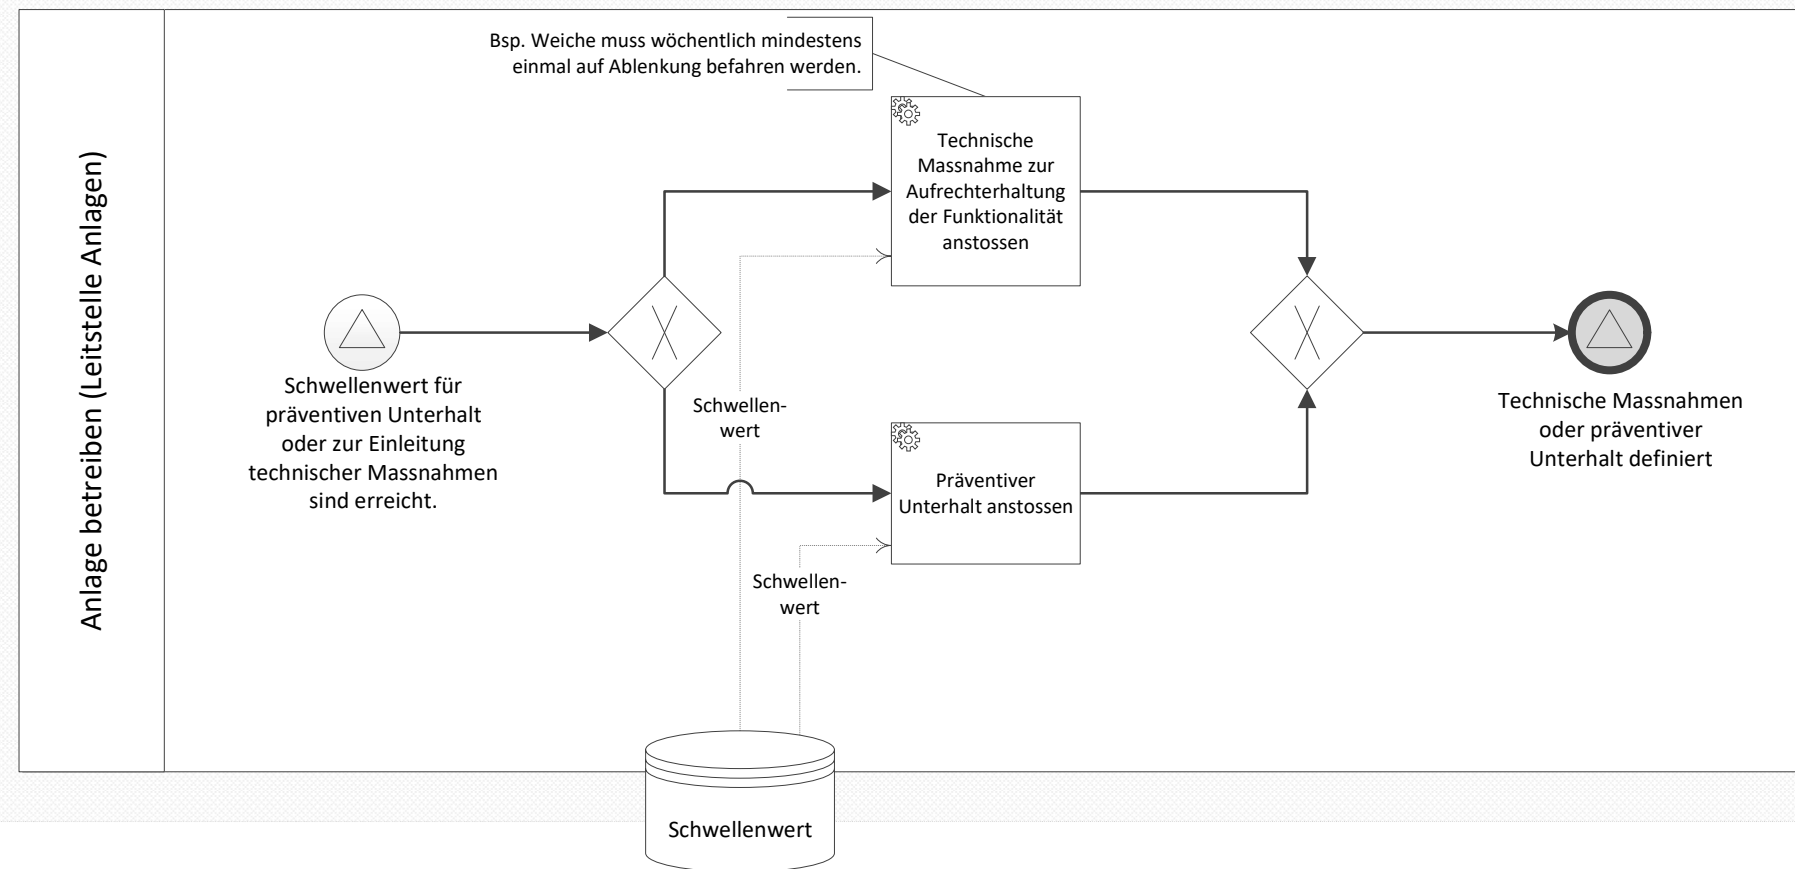 Anlage betreiben (Leitstelle Anlagen)
Bsp. Weiche muss wöchentlich mindestens
einmal auf Ablenkung befahren werden.
Technische
Massnahme zur
Aufrechterhaltung
der Funktionalität
anstossen
Schwellenwert für
präventiven Unterhalt
oder zur Einleitung
technischer Massnahmen
sind erreicht.
Schwellen-
wert
Präventiver
Unterhalt anstossen
Technische Massnahmen
oder präventiver
Unterhalt definiert
Schwellen-
wert
Schwellenwert